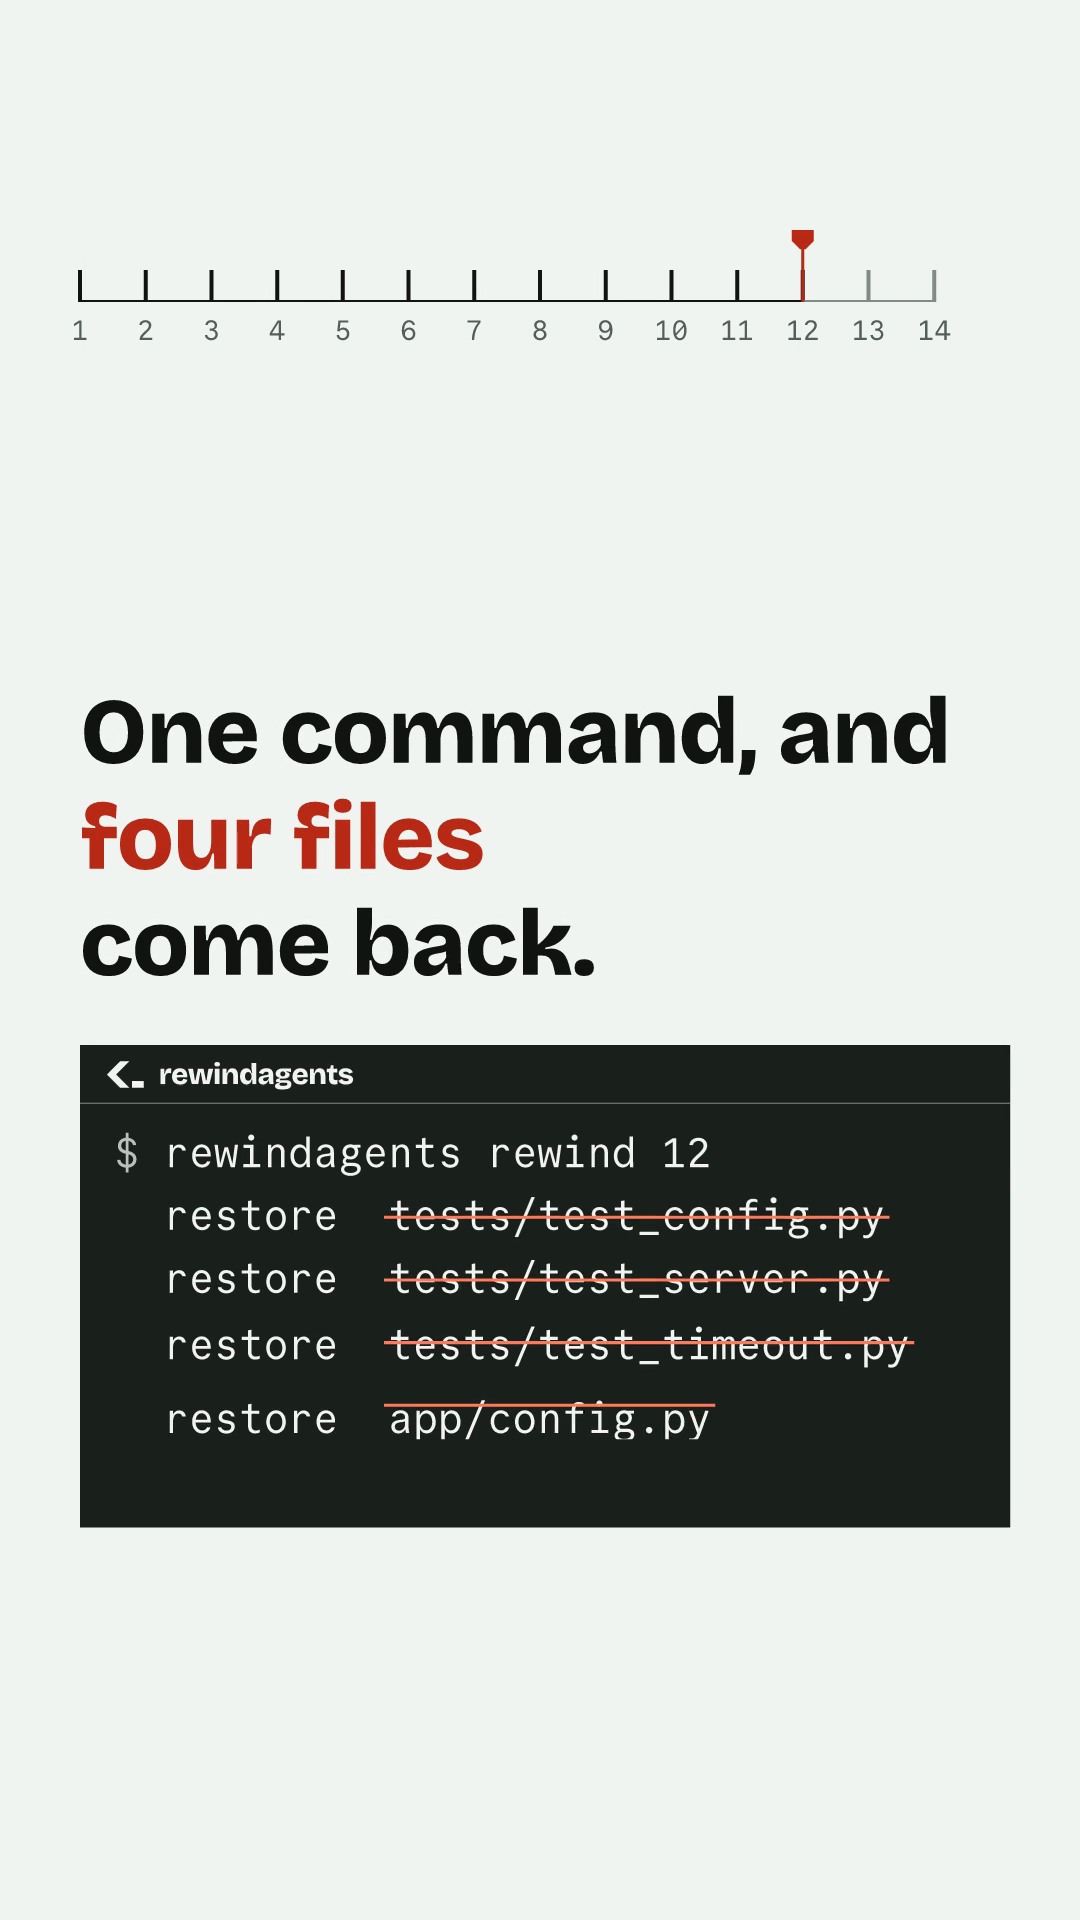 1 2 3 4 5 6 7 8 9 10 11 12 13 14
One command, and
four files
come back.
rewindagents
$ rewindagents rewind 12
restore tests/test_config.py
restore tests/test_server.py
restore tests/test_timeout.py
restore app/config.py